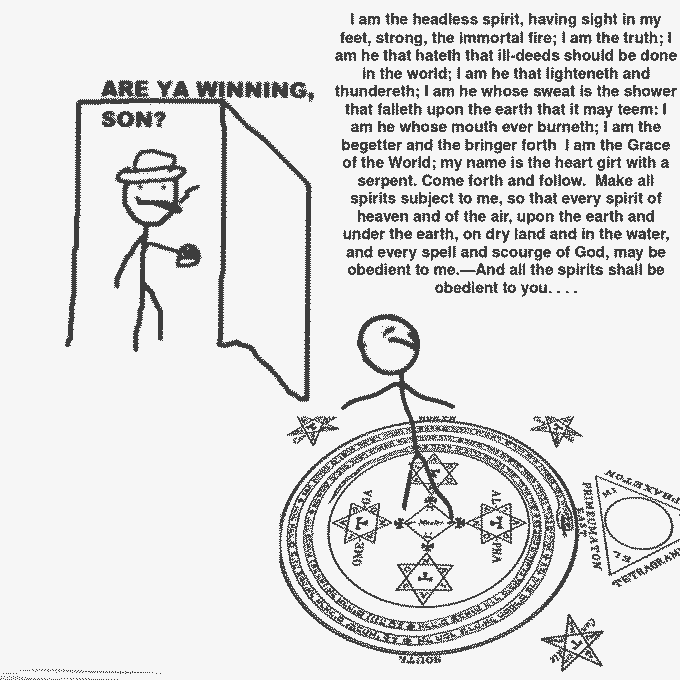 I am the headless spirit, having sight in my
feet, strong, the immortal fire; I am the truth; I
am he that hateth that ill-deeds should be done
in the world; I am he that lighteneth and
thundereth; I am he whose sweat is the shower
that falleth upon the earth that it may teem: I
am he whose mouth ever burneth; I am the
begetter and the bringer forth I am the Grace
of the World; my name is the heart girt with a
serpent. Come forth and follow. Make all
spirits subject to me, so that every spirit of
heaven and of the air, upon the earth and
under the earth, on dry land and in the water,
and every spell and scourge of God, may be
obedient to me.—And all the spirits shall be
obedient to you. . . .
ARE YA WINNING,
SON?
NORTH
AL
PHA
OME
GA
EAST
SOUTH
PRIMEUMATON